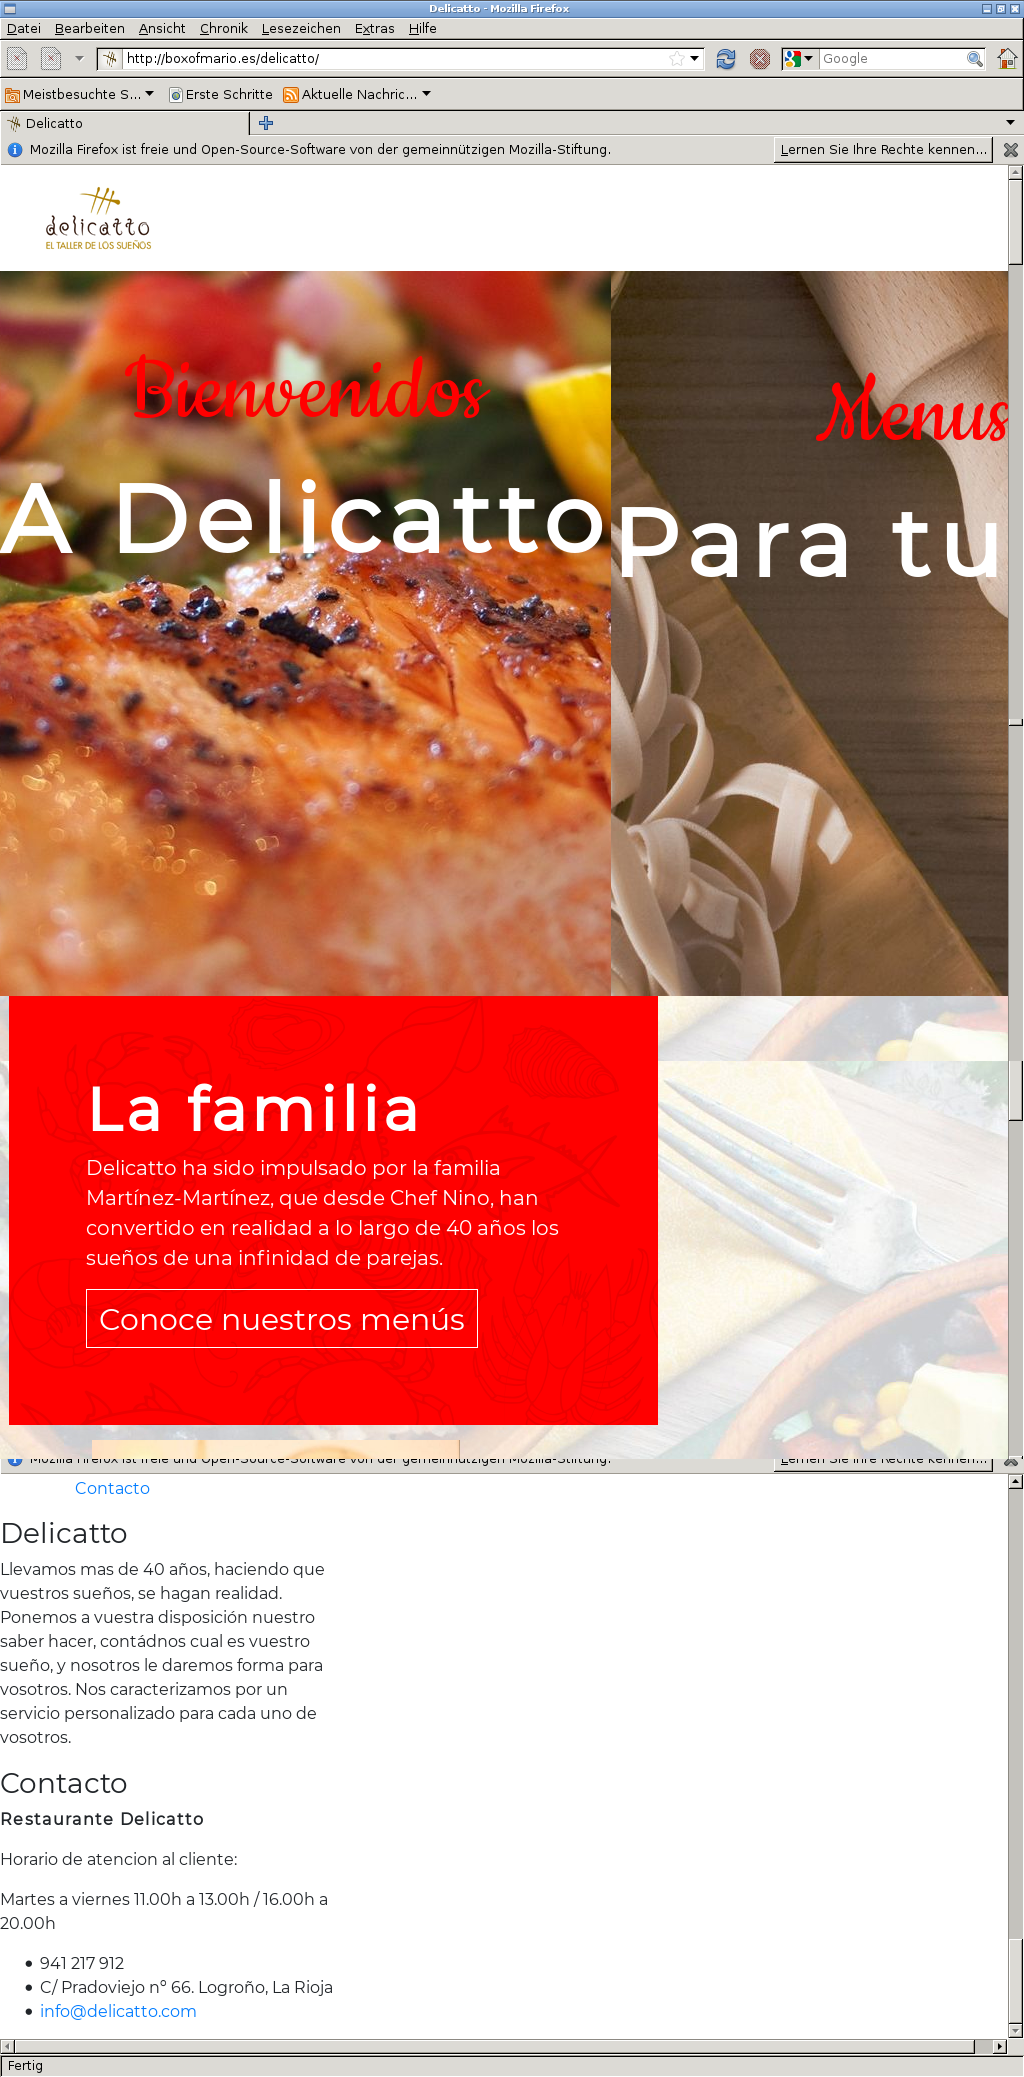 Delicatto - Mozilla Firefox
Datei Bearbeiten Ansicht Chronik Lesezeichen Extras Hilfe
http://boxofmario.es/delicatto/
Google
Meistbesuchte S...
Erste Schritte
Aktuelle Nachric...
Delicatto
Mozilla Firefox ist freie und Open-Source-Software von der gemeinnützigen Mozilla-Stiftung.
Lernen Sie Ihre Rechte kennen...
delicatto
EL TALLER DE LOS SUEÑOS
Bienvenidos
A Delicatto
Menus
Para tu
La familia
Delicatto ha sido impulsado por la familia
Martínez-Martínez, que desde Chef Nino, han
convertido en realidad a lo largo de 40 años los
sueños de una infinidad de parejas.
Conoce nuestros menús
Mozilla Firefox ist freie und Open-Source-Software von der gemeinnützigen Mozilla-Stiftung.
Lernen Sie Ihre Rechte kennen...
Contacto
Delicatto
Llevamos mas de 40 años, haciendo que
vuestros sueños, se hagan realidad.
Ponemos a vuestra disposición nuestro
saber hacer, contádnos cual es vuestro
sueño, y nosotros le daremos forma para
vosotros. Nos caracterizamos por un
servicio personalizado para cada uno de
vosotros.
Contacto
Restaurante Delicatto
Horario de atencion al cliente:
Martes a viernes 11.00h a 13.00h / 16.00h a
20.00h
941 217 912
C/ Pradoviejo nº 66. Logroño, La Rioja
info@delicatto.com
Fertig